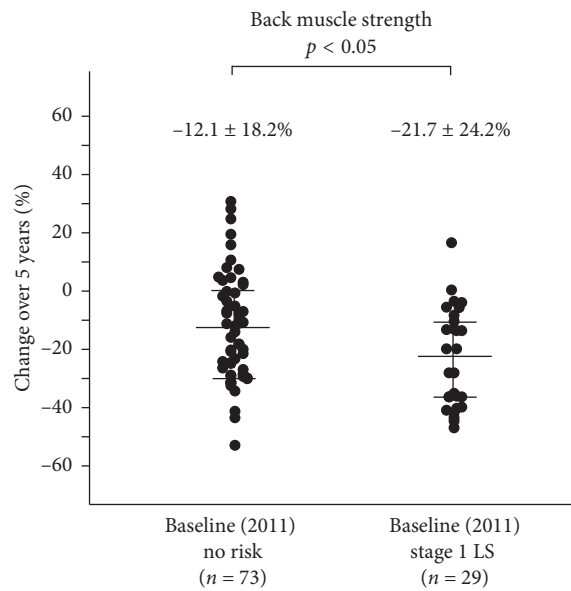 Back muscle strength
p < 0.05
–12.1 ± 18.2%
–21.7 ± 24.2%
Change over 5 years (%)
60
40
20
0
–20
–40
–60
Baseline (2011)
no risk
(n = 73)
Baseline (2011)
stage 1 LS
(n = 29)